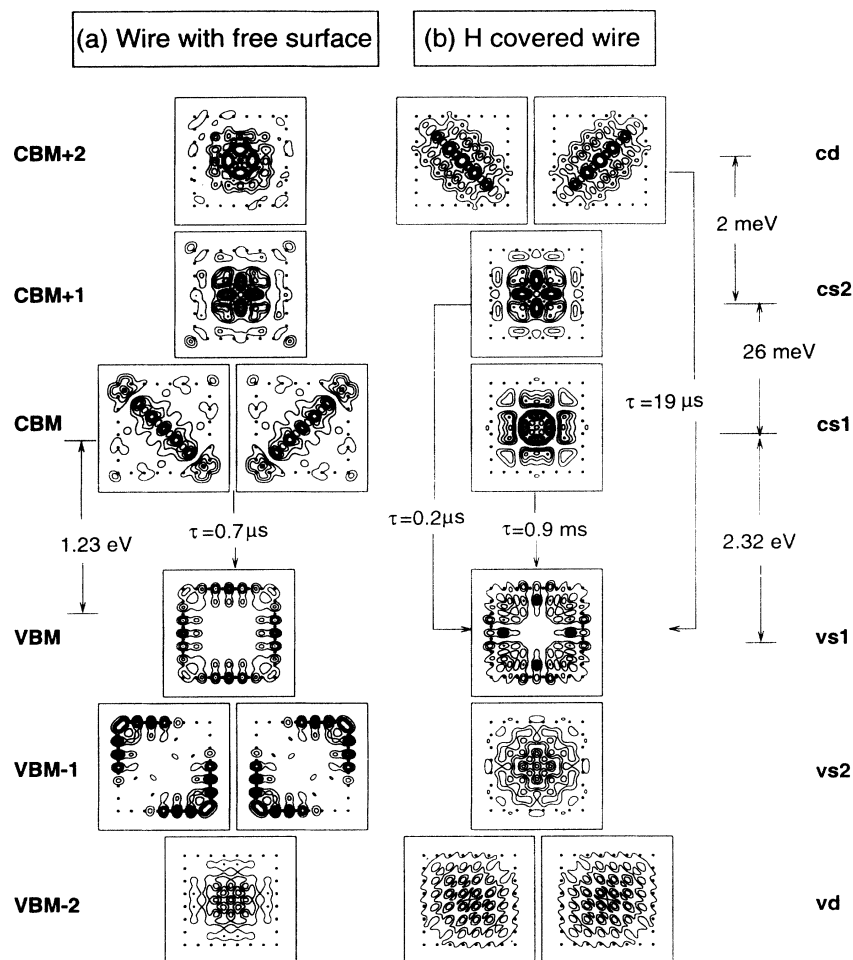 (a) Wire with free surface
(b) H covered wire
CBM+2
cd
2 meV
CBM+1
cs2
26 meV
CBM
τ=19 μs
cs1
τ=0.7μs
τ=0.2μs
τ=0.9 ms
1.23 eV
2.32 eV
VBM
vs1
VBM-1
vs2
VBM-2
vd